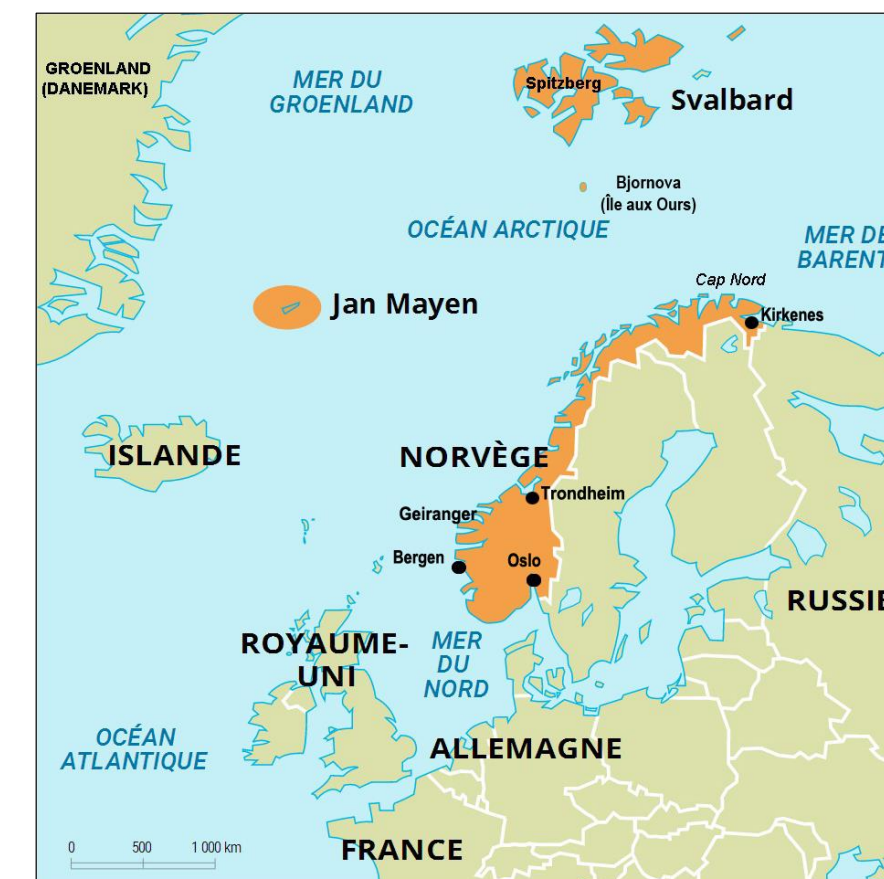 GROENLAND
(DANEMARK)
MER DU
GROENLAND
Spitzberg
Svalbard
Bjornova
(Île aux Ours)
OCÉAN ARCTIQUE
MER DE
BARENT
Cap Nord
Jan Mayen
Kirkenes
ISLANDE
NORVÈGE
Trondheim
Geiranger
Bergen
Oslo
RUSSIE
ROYAUME-
UNI
MER
DU
NORD
OCÉAN
ATLANTIQUE
ALLEMAGNE
FRANCE
0 500 1 000 km